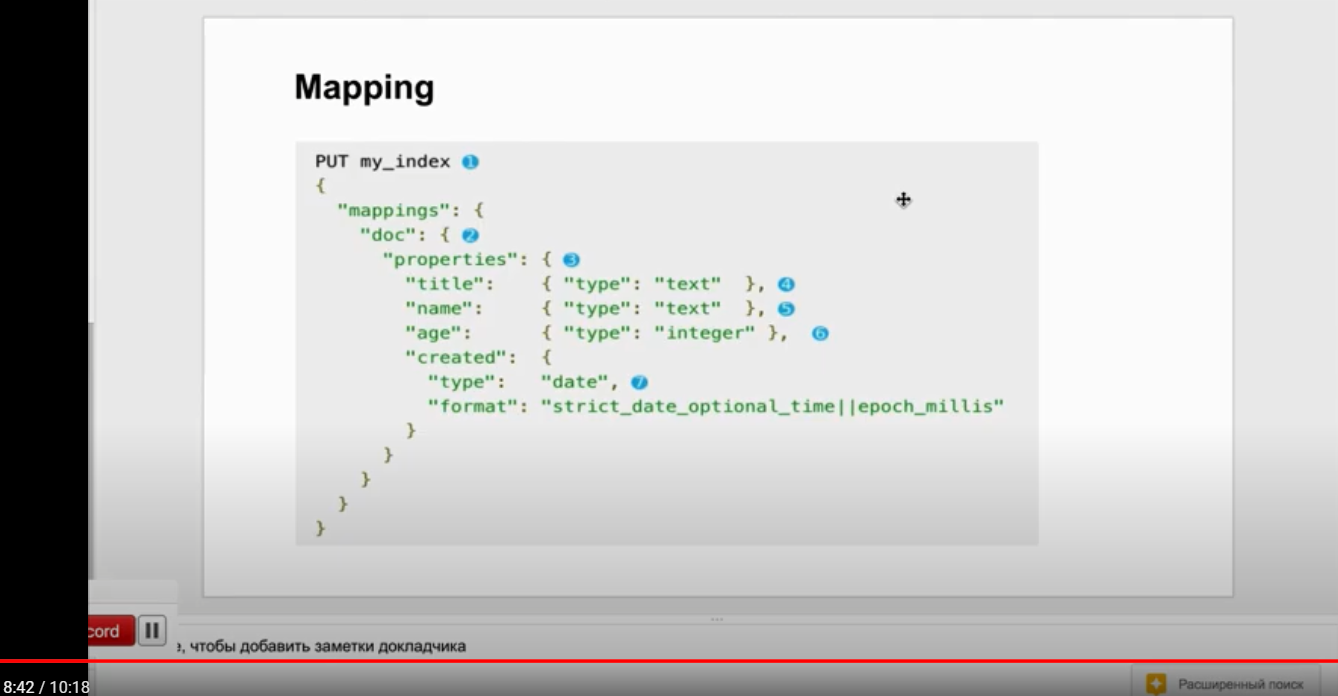 Mapping
PUT my_index 1
{
"mappings": {
"doc": { 2
"properties": { 3
"title": { "type": "text" }, 4
"name": { "type": "text" }, 5
"age": { "type": "integer" }, 6
"created": {
"type": "date", 7
"format": "strict_date_optional_time||epoch_millis"
}
}
}
}
}
cord
е, чтобы добавить заметки докладчика
8:42 / 10:18
Расширенный поиск